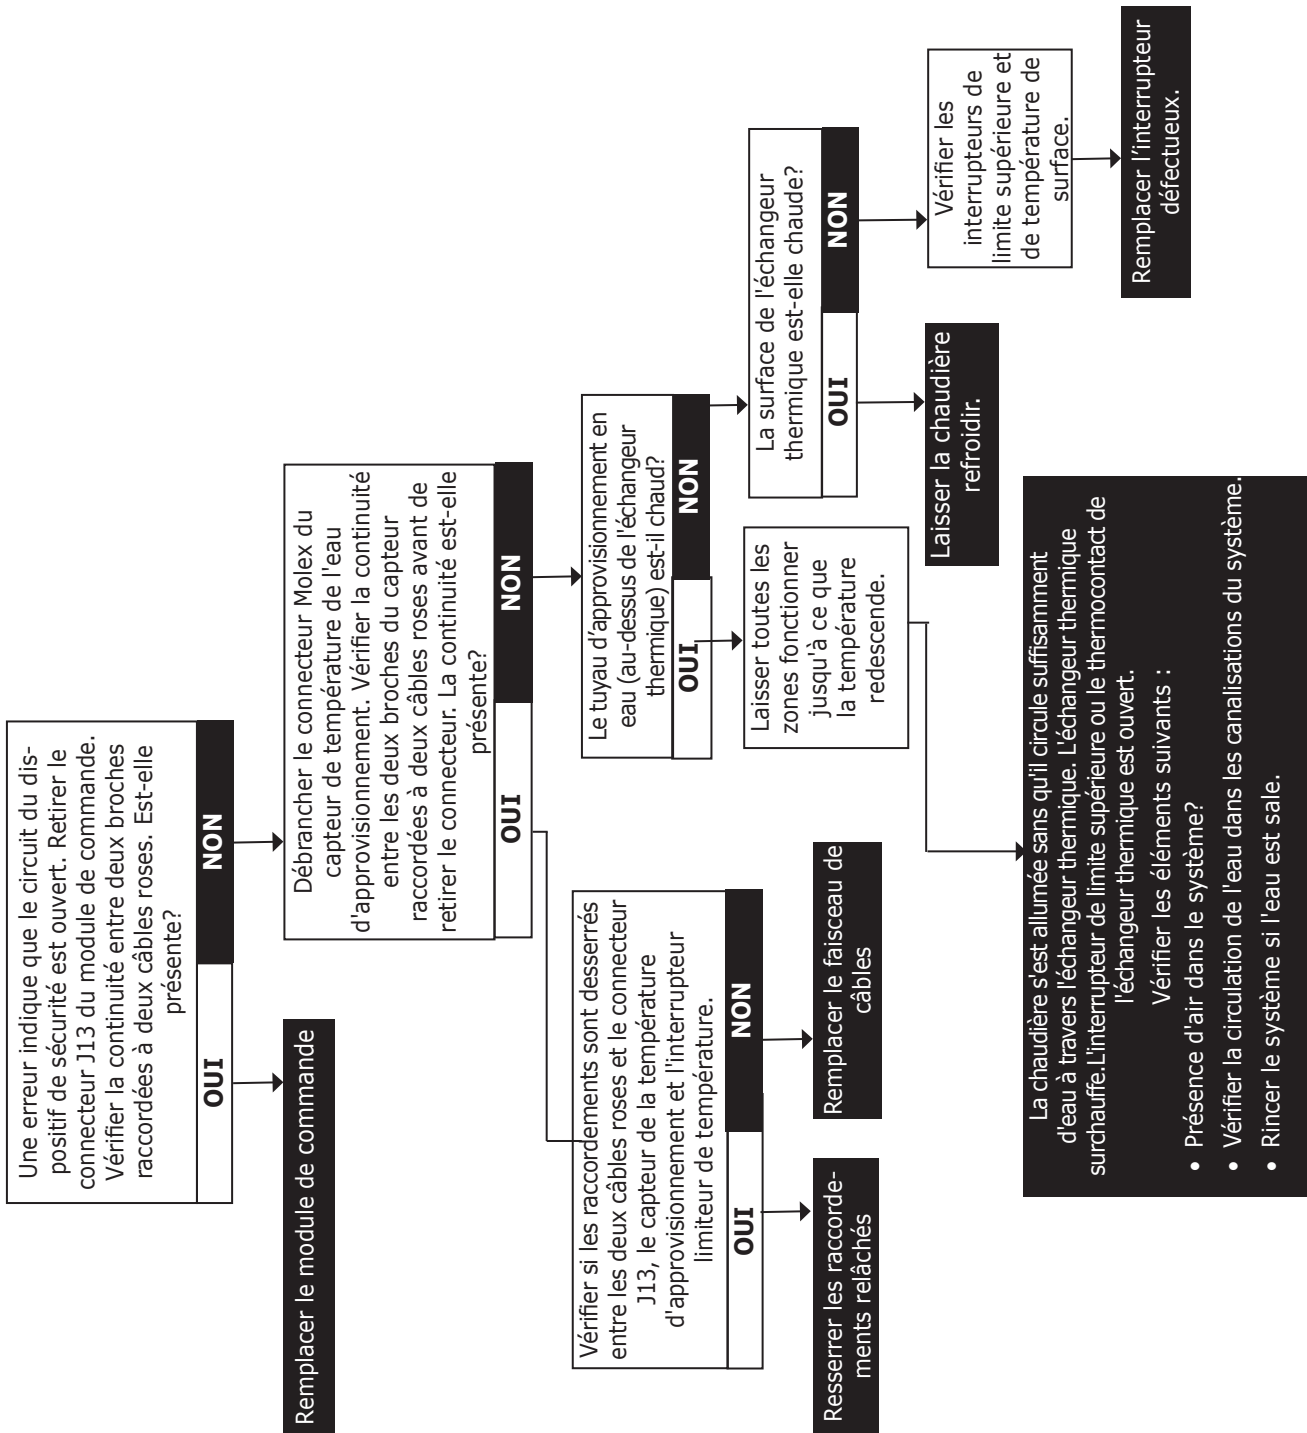 Une erreur indique que le circuit du dis-
positif de sécurité est ouvert. Retirer le
connecteur J13 du module de commande.
Vérifier la continuité entre deux broches
raccordées à deux câbles roses. Est-elle
présente?
OUI
NON
Remplacer le module de commande
Débrancher le connecteur Molex du
capteur de température de l'eau
d'approvisionnement. Vérifier la continuité
entre les deux broches du capteur
raccordées à deux câbles roses avant de
retirer le connecteur. La continuité est-elle
présente?
OUI
NON
Vérifier si les raccordements sont desserrés
entre les deux câbles roses et le connecteur
J13, le capteur de la température
d'approvisionnement et l'interrupteur
limiteur de température.
OUI
NON
Resserrer les raccorde-
ments relâchés
Remplacer le faisceau de
câbles
Le tuyau d'approvisionnement en
eau (au-dessus de l'échangeur
thermique) est-il chaud?
OUI
NON
Laisser toutes les
zones fonctionner
jusqu'à ce que
la température
redescende.
La surface de l'échangeur
thermique est-elle chaude?
OUI
NON
Laisser la chaudière
refroidir.
Vérifier les
interrupteurs de
limite supérieure et
de température de
surface.
Remplacer l'interrupteur
défectueux.
La chaudière s'est allumée sans qu'il circule suffisamment
d'eau à travers l'échangeur thermique. L'échangeur thermique
surchauffe.L'interrupteur de limite supérieure ou le thermocontact de
l'échangeur thermique est ouvert.
Vérifier les éléments suivants :
• Présence d'air dans le système?
• Vérifier la circulation de l'eau dans les canalisations du système.
• Rincer le système si l'eau est sale.